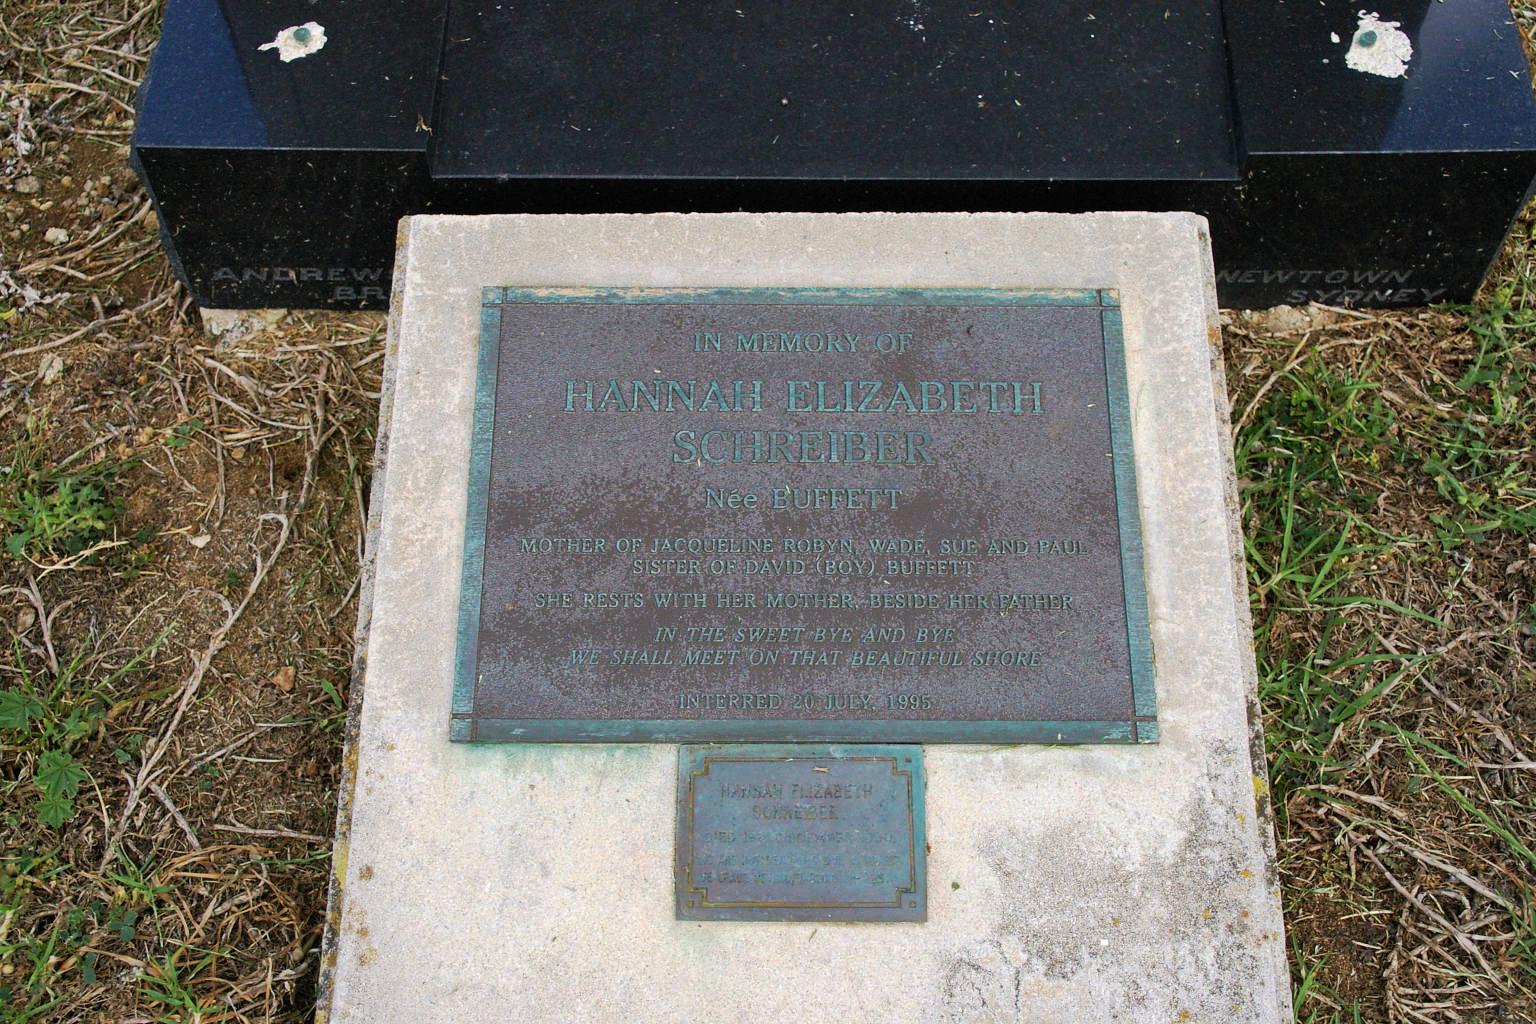 ANDREWS
BR
NEWTOWN
SYDNEY
IN MEMORY OF
HANNAH ELIZABETH
SCHREIBER
Née BUFFETT
MOTHER OF JACQUELINE ROBYN, WADE, SUE AND PAUL
SISTER OF DAVID (BOY) BUFFETT
SHE RESTS WITH HER MOTHER, BESIDE HER FATHER
IN THE SWEET BYE AND BYE
WE SHALL MEET ON THAT BEAUTIFUL SHORE
INTERRED 20 JULY, 1995
HANNAH ELIZABETH
SCHREIBER